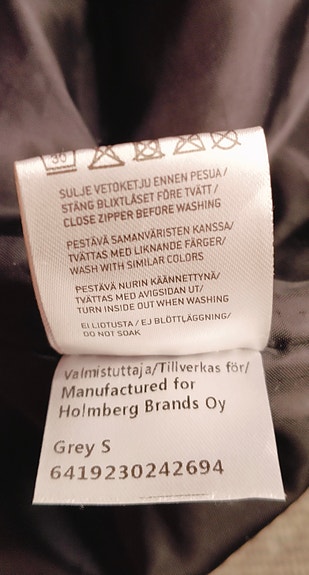 30
SULJE VETOKETJU ENNEN PESUA/
STÄNG BLIXTLÅSET FÖRE TVÄTT/
CLOSE ZIPPER BEFORE WASHING
PESTÄVÄ SAMANVÄRISTEN KANSSA/
TVÄTTAS MED LIKNANDE FÄRGER/
WASH WITH SIMILAR COLORS
PESTÄVÄ NURIN KÄÄNNETTYNÄ/
TVÄTTAS MED AVIGSIDAN UT/
TURN INSIDE OUT WHEN WASHING
EI LIOTUSTA / EJ BLÖTLÄGGNING/
DO NOT SOAK
Valmistuttaja/Tillverkas för/
Manufactured for
Holmberg Brands Oy
Grey S
6419230242694